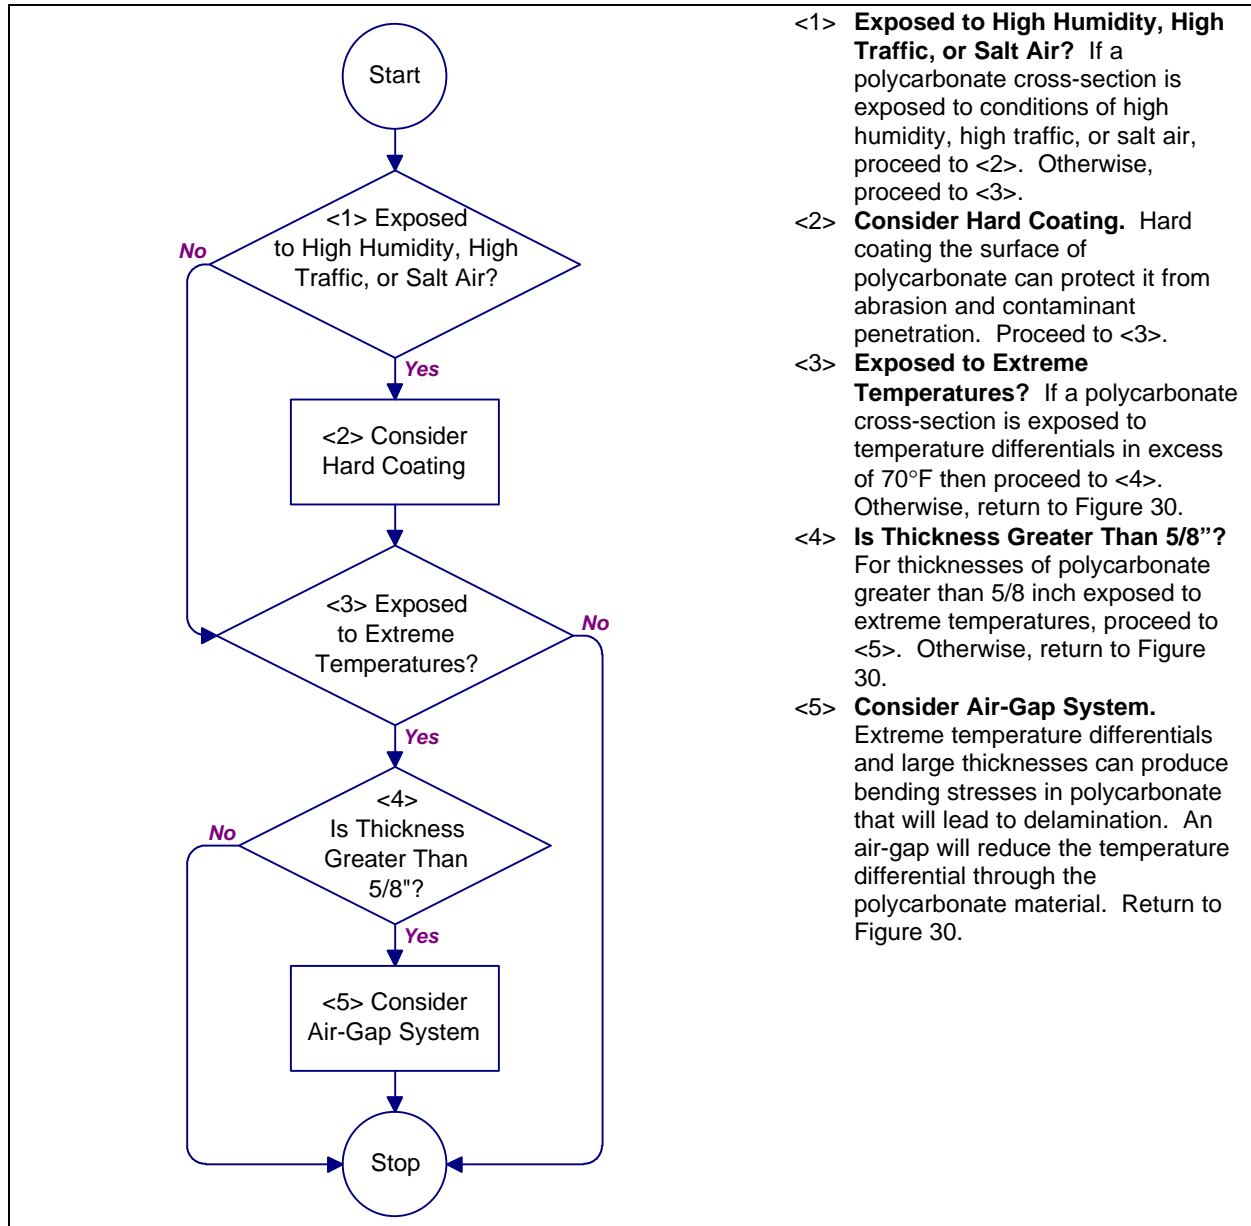 Start
<1> Exposed
to High Humidity, High
Traffic, or Salt Air?
No
Yes
<2> Consider
Hard Coating
<3> Exposed
to Extreme
Temperatures?
No
Yes
<4>
Is Thickness
Greater Than
5/8"?
No
Yes
<5> Consider
Air-Gap System
Stop
<1> Exposed to High Humidity, High
Traffic, or Salt Air? If a
polycarbonate cross-section is
exposed to conditions of high
humidity, high traffic, or salt air,
proceed to <2>. Otherwise,
proceed to <3>.
<2> Consider Hard Coating. Hard
coating the surface of
polycarbonate can protect it from
abrasion and contaminant
penetration. Proceed to <3>.
<3> Exposed to Extreme
Temperatures? If a polycarbonate
cross-section is exposed to
temperature differentials in excess
of 70°F then proceed to <4>.
Otherwise, return to Figure 30.
<4> Is Thickness Greater Than 5/8”?
For thicknesses of polycarbonate
greater than 5/8 inch exposed to
extreme temperatures, proceed to
<5>. Otherwise, return to Figure
30.
<5> Consider Air-Gap System.
Extreme temperature differentials
and large thicknesses can produce
bending stresses in polycarbonate
that will lead to delamination. An
air-gap will reduce the temperature
differential through the
polycarbonate material. Return to
Figure 30.